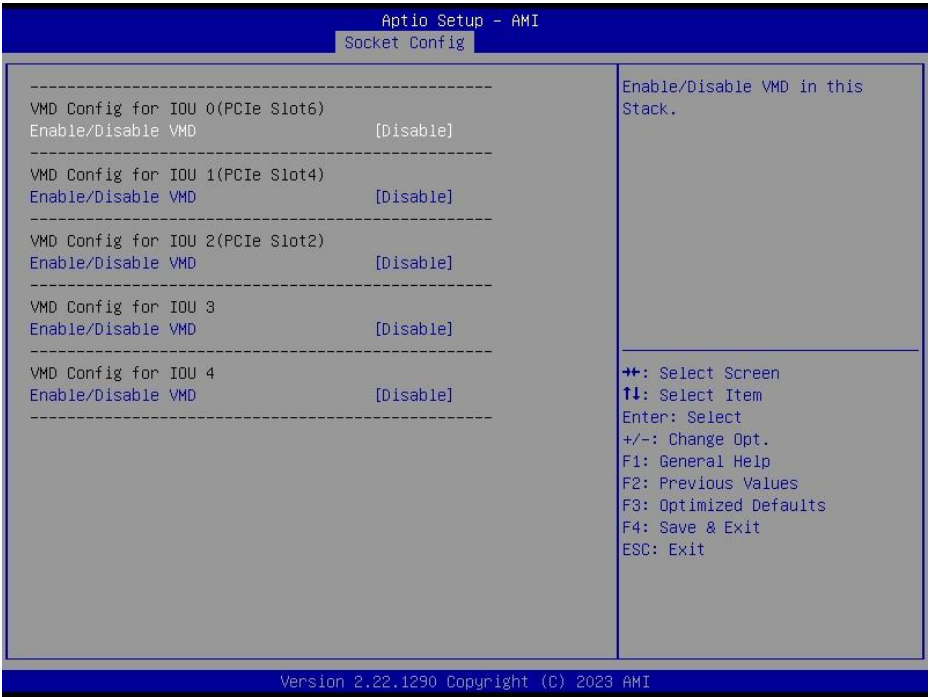 Aptio Setup - AMI
Socket Config
------------------------------------------------------------
VMD Config for IOU 0(PCIe Slot6)
Enable/Disable VMD [Disable]
------------------------------------------------------------
VMD Config for IOU 1(PCIe Slot4)
Enable/Disable VMD [Disable]
------------------------------------------------------------
VMD Config for IOU 2(PCIe Slot2)
Enable/Disable VMD [Disable]
------------------------------------------------------------
VMD Config for IOU 3
Enable/Disable VMD [Disable]
------------------------------------------------------------
VMD Config for IOU 4
Enable/Disable VMD [Disable]
------------------------------------------------------------
Enable/Disable VMD in this
Stack.
→←: Select Screen
↑↓: Select Item
Enter: Select
+/-: Change Opt.
F1: General Help
F2: Previous Values
F3: Optimized Defaults
F4: Save & Exit
ESC: Exit
Version 2.22.1290 Copyright (C) 2023 AMI